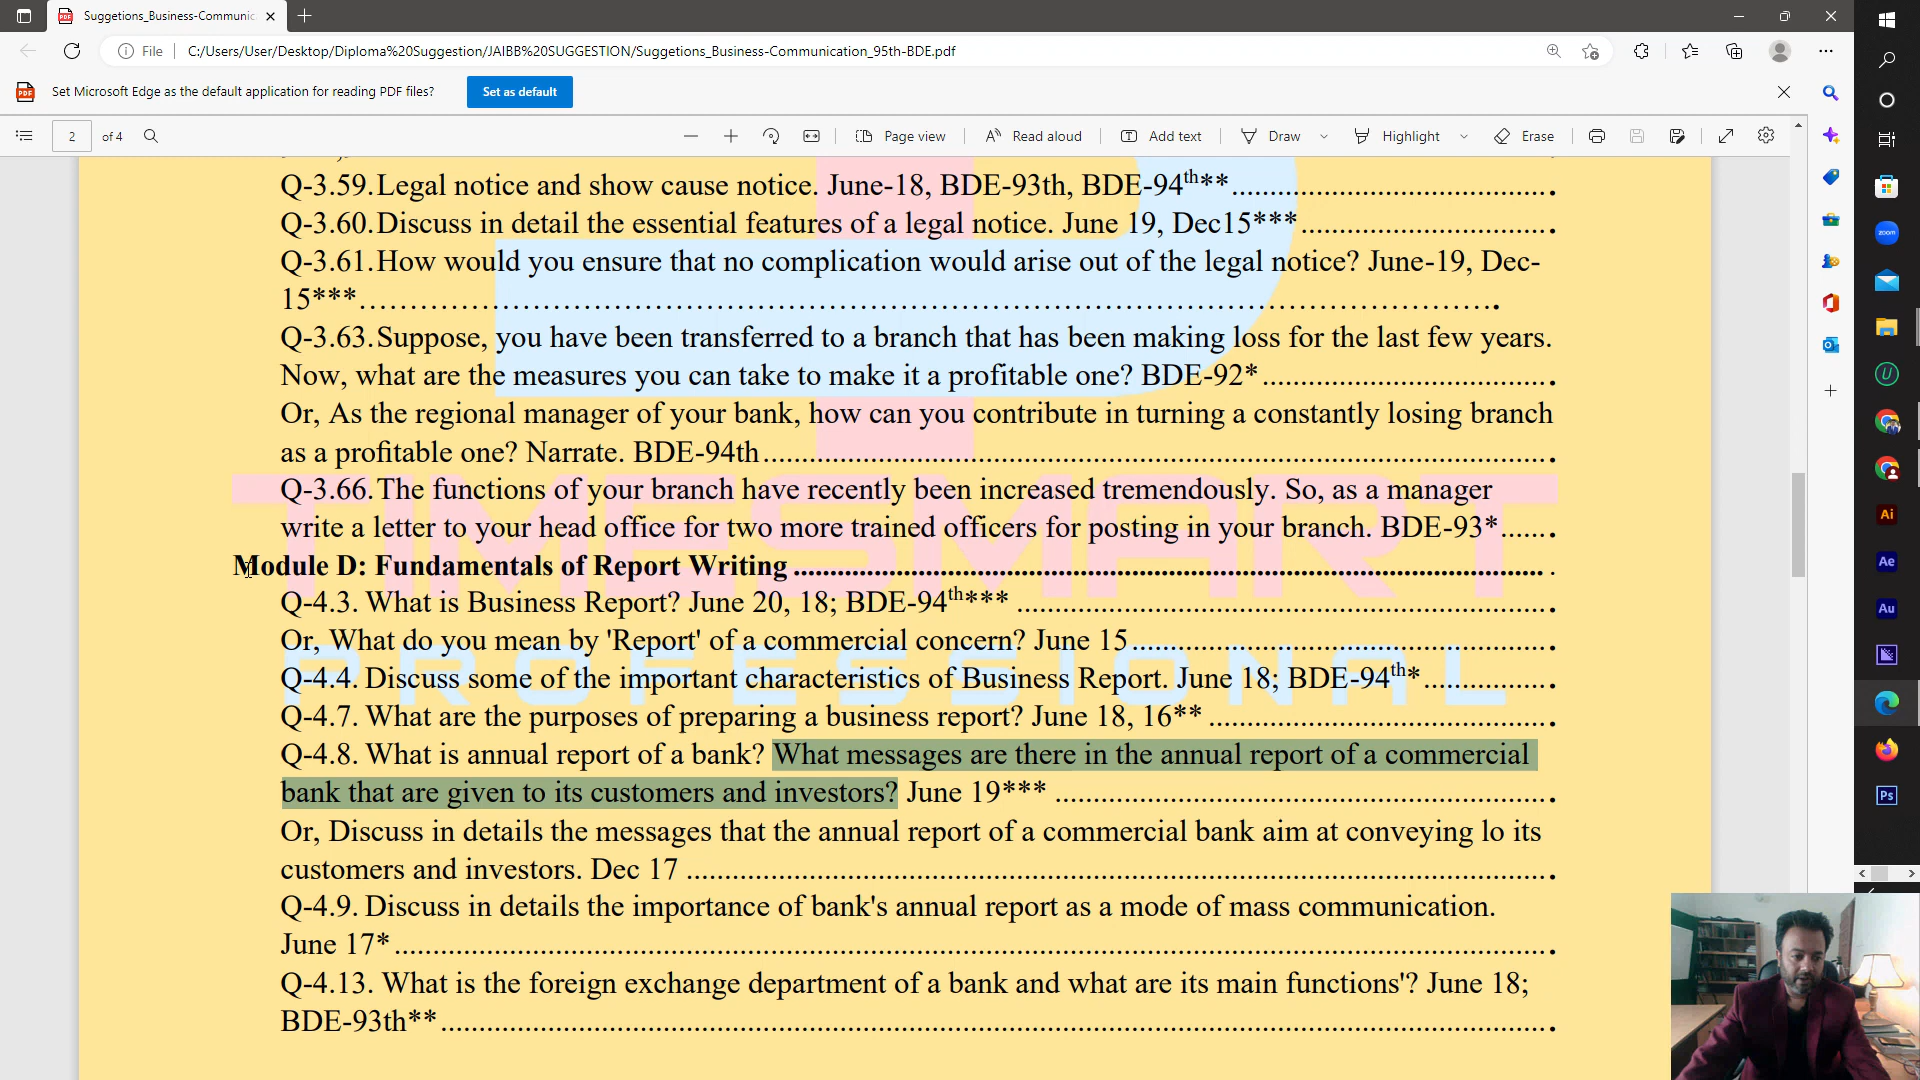 Suggetions_Business-Communic
File
C:/Users/User/Desktop/Diploma%20Suggestion/JAIBB%20SUGGESTION/Suggetions_Business-Communication_95th-BDE.pdf
Set Microsoft Edge as the default application for reading PDF files?
Set as default
2 of 4
Page view
Read aloud
Add text
Draw
Highlight
Erase
Q-3.59.Legal notice and show cause notice. June-18, BDE-93th, BDE-94th**..............................................
Q-3.60.Discuss in detail the essential features of a legal notice. June 19, Dec15***...................................
Q-3.61.How would you ensure that no complication would arise out of the legal notice? June-19, Dec-
15***……………………………………………………………………………………………….
Q-3.63.Suppose, you have been transferred to a branch that has been making loss for the last few years.
Now, what are the measures you can take to make it a profitable one? BDE-92*.......................................
Or, As the regional manager of your bank, how can you contribute in turning a constantly losing branch
as a profitable one? Narrate. BDE-94th.......................................................................................................
Q-3.66.The functions of your branch have recently been increased tremendously. So, as a manager
write a letter to your head office for two more trained officers for posting in your branch. BDE-93*.......
Module D: Fundamentals of Report Writing ....................................................................................................
Q-4.3. What is Business Report? June 20, 18; BDE-94th*** ......................................................................
Or, What do you mean by 'Report' of a commercial concern? June 15........................................................
Q-4.4. Discuss some of the important characteristics of Business Report. June 18; BDE-94th*..................
Q-4.7. What are the purposes of preparing a business report? June 18, 16** ..............................................
Q-4.8. What is annual report of a bank? What messages are there in the annual report of a commercial
bank that are given to its customers and investors? June 19*** ..................................................................
Or, Discuss in details the messages that the annual report of a commercial bank aim at conveying lo its
customers and investors. Dec 17 ..................................................................................................................
Q-4.9. Discuss in details the importance of bank's annual report as a mode of mass communication.
June 17*.........................................................................................................................................................
Q-4.13. What is the foreign exchange department of a bank and what are its main functions'? June 18;
BDE-93th**...................................................................................................................................................
TIMESMART
PROFESSIONAL
zoom
Ai
Ae
Au
Ps